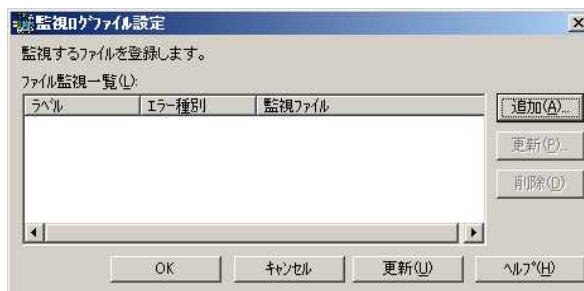 監視ﾛｸﾞﾌｧｲﾙ設定
監視するﾌｧｲﾙを登録します。
ﾌｧｲﾙ監視一覧(L):
ﾗﾍﾞﾙ ｴﾗｰ種別 監視ﾌｧｲﾙ
追加(A)...
更新(P)...
削除(D)
OK ｷｬﾝｾﾙ 更新(U) ﾍﾙﾌﾟ(H)